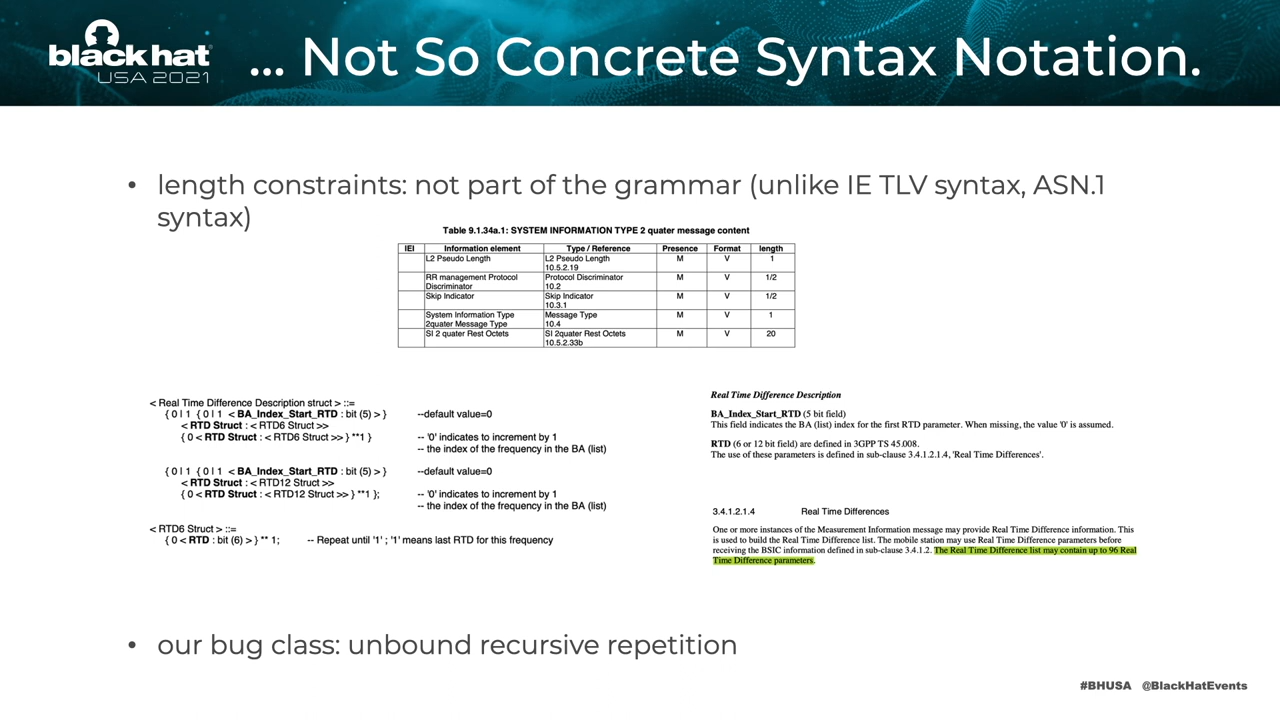 black hat
USA 2021
... Not So Concrete Syntax Notation.
• length constraints: not part of the grammar (unlike IE TLV syntax, ASN.1
syntax)
Table 9.1.34a.1: SYSTEM INFORMATION TYPE 2 quater message content
IEI Information element Type / Reference Presence Format length
L2 Pseudo Length L2 Pseudo Length M V 1
10.5.2.19
RR management Protocol Protocol Discriminator M V 1/2
Discriminator 10.2
Skip Indicator Skip Indicator M V 1/2
10.3.1
System Information Type Message Type M V 1
2quater Message Type 10.4
SI 2 quater Rest Octets SI 2quater Rest Octets M V 20
10.5.2.33b
< Real Time Difference Description struct > ::=
{ 0 I 1 { 0 I 1 < BA_Index_Start_RTD : bit (5) > } --default value=0
< RTD Struct : < RTD6 Struct >>
{ 0 < RTD Struct : < RTD6 Struct >> } **1 } -- '0' indicates to increment by 1
-- the index of the frequency in the BA (list)
{ 0 I 1 { 0 I 1 < BA_Index_Start_RTD : bit (5) > } --default value=0
< RTD Struct : < RTD12 Struct >>
{ 0 < RTD Struct : < RTD12 Struct >> } **1 }; -- '0' indicates to increment by 1
-- the index of the frequency in the BA (list)
< RTD6 Struct > ::=
{ 0 < RTD : bit (6) > } ** 1; -- Repeat until '1' ; '1' means last RTD for this frequency
Real Time Difference Description
BA_Index_Start_RTD (5 bit field)
This field indicates the BA (list) index for the first RTD parameter. When missing, the value '0' is assumed.
RTD (6 or 12 bit field) are defined in 3GPP TS 45.008.
The use of these parameters is defined in sub-clause 3.4.1.2.1.4, 'Real Time Differences'.
3.4.1.2.1.4 Real Time Differences
One or more instances of the Measurement Information message may provide Real Time Difference information. This
is used to build the Real Time Difference list. The mobile station may use Real Time Difference parameters before
receiving the BSIC information defined in sub-clause 3.4.1.2. The Real Time Difference list may contain up to 96 Real
Time Difference parameters.
• our bug class: unbound recursive repetition
#BHUSA @BlackHatEvents